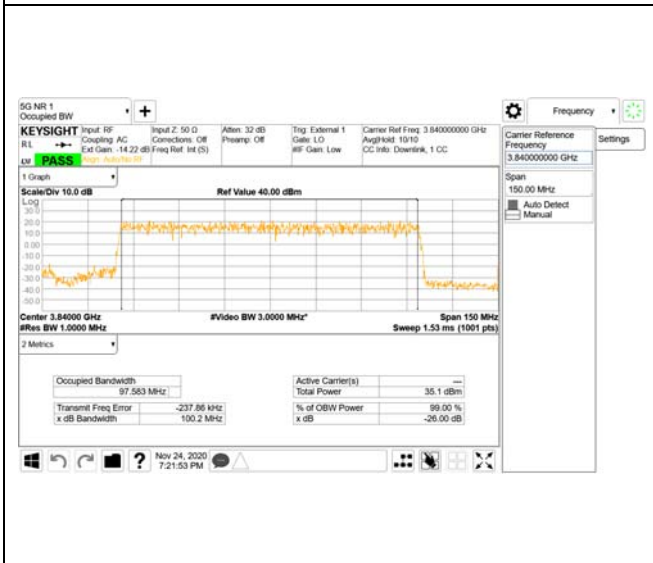 5G NR 1
Occupied BW
+
Frequency
KEYSIGHT
RL
LXI
PASS
Input: RF
Coupling: AC
Ext Gain: -14.22 dB
Align: Auto/No RF
Input Z: 50 Ω
Corrections: Off
Freq Ref: Int (S)
Atten: 32 dB
Preamp: Off
Trig: External 1
Gate: LO
#IF Gain: Low
Carrier Ref Freq: 3.840000000 GHz
Avg|Hold: 10/10
CC Info: Downlink, 1 CC
Carrier Reference
Frequency
3.840000000 GHz
Settings
Span
150.00 MHz
Auto Detect
Manual
1 Graph
Scale/Div 10.0 dB
Ref Value 40.00 dBm
Log
30.0
20.0
10.0
0.00
-10.0
-20.0
-30.0
-40.0
-50.0
Center 3.84000 GHz
#Res BW 1.0000 MHz
#Video BW 3.0000 MHz*
Span 150 MHz
Sweep 1.53 ms (1001 pts)
2 Metrics
Occupied Bandwidth
97.583 MHz
Transmit Freq Error -237.86 kHz
x dB Bandwidth 100.2 MHz
Active Carrier(s) ---
Total Power 35.1 dBm
% of OBW Power 99.00 %
x dB -26.00 dB
?
Nov 24, 2020
7:21:53 PM